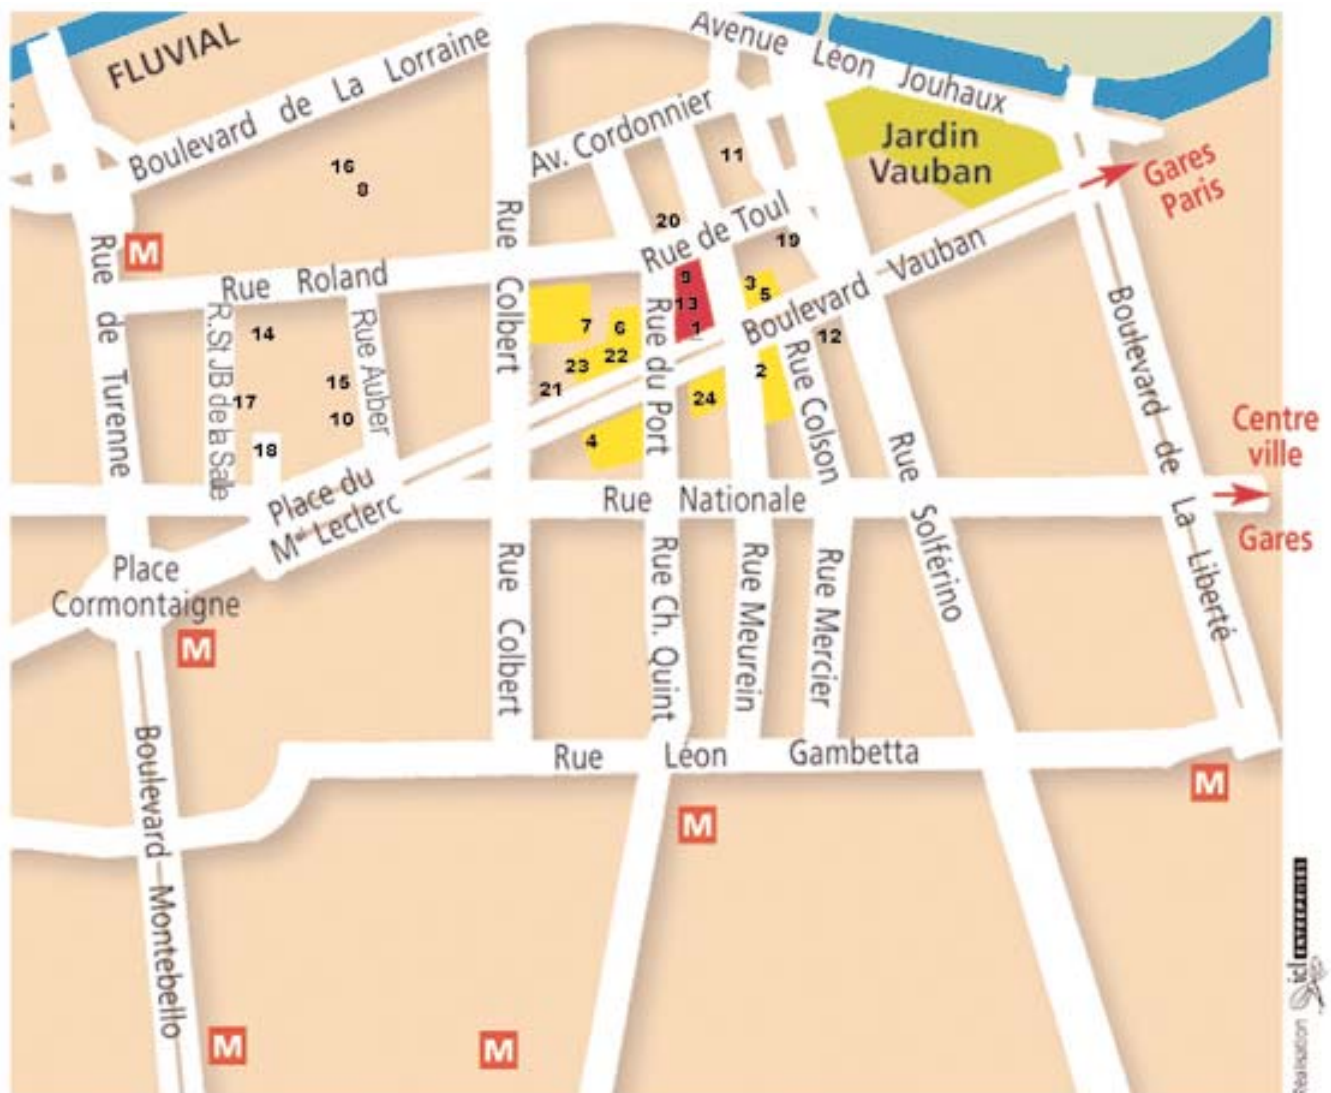 FLUVIAL
Boulevard de La Lorraine
Avenue Léon Jouhaux
Av. Cordonnier
Jardin
Vauban
Gares
Paris
16
8
11
20
19
Rue de Toul
Rue Roland
Rue de Turenne
M
Rue Colbert
R. St JB de la Salle
Rue Auber
14
15
17
10
18
7
6
22
23
21
4
9
13
1
3
5
12
2
24
Rue du Port
Boulevard Vauban
Rue Colson
Rue Solférino
Boulevard de La Liberté
Centre
ville
Gares
Place du
Mal Leclerc
Rue Nationale
Place
Cormontaigne
M
Rue Colbert
Rue Ch. Quint
Rue Meurein
Rue Mercier
Boulevard Montebello
Rue Léon Gambetta
M
M
M
M
Réalisation